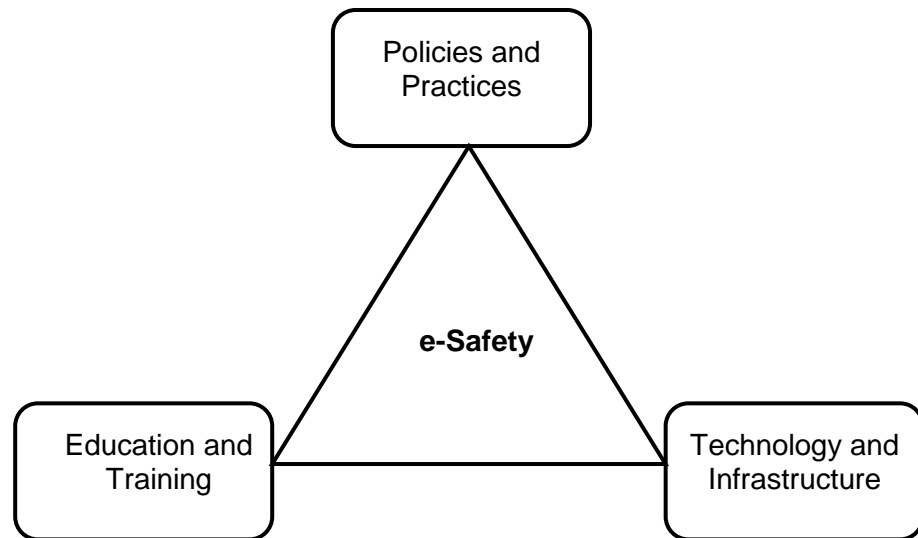 Policies and
Practices
e-Safety
Education and
Training
Technology and
Infrastructure